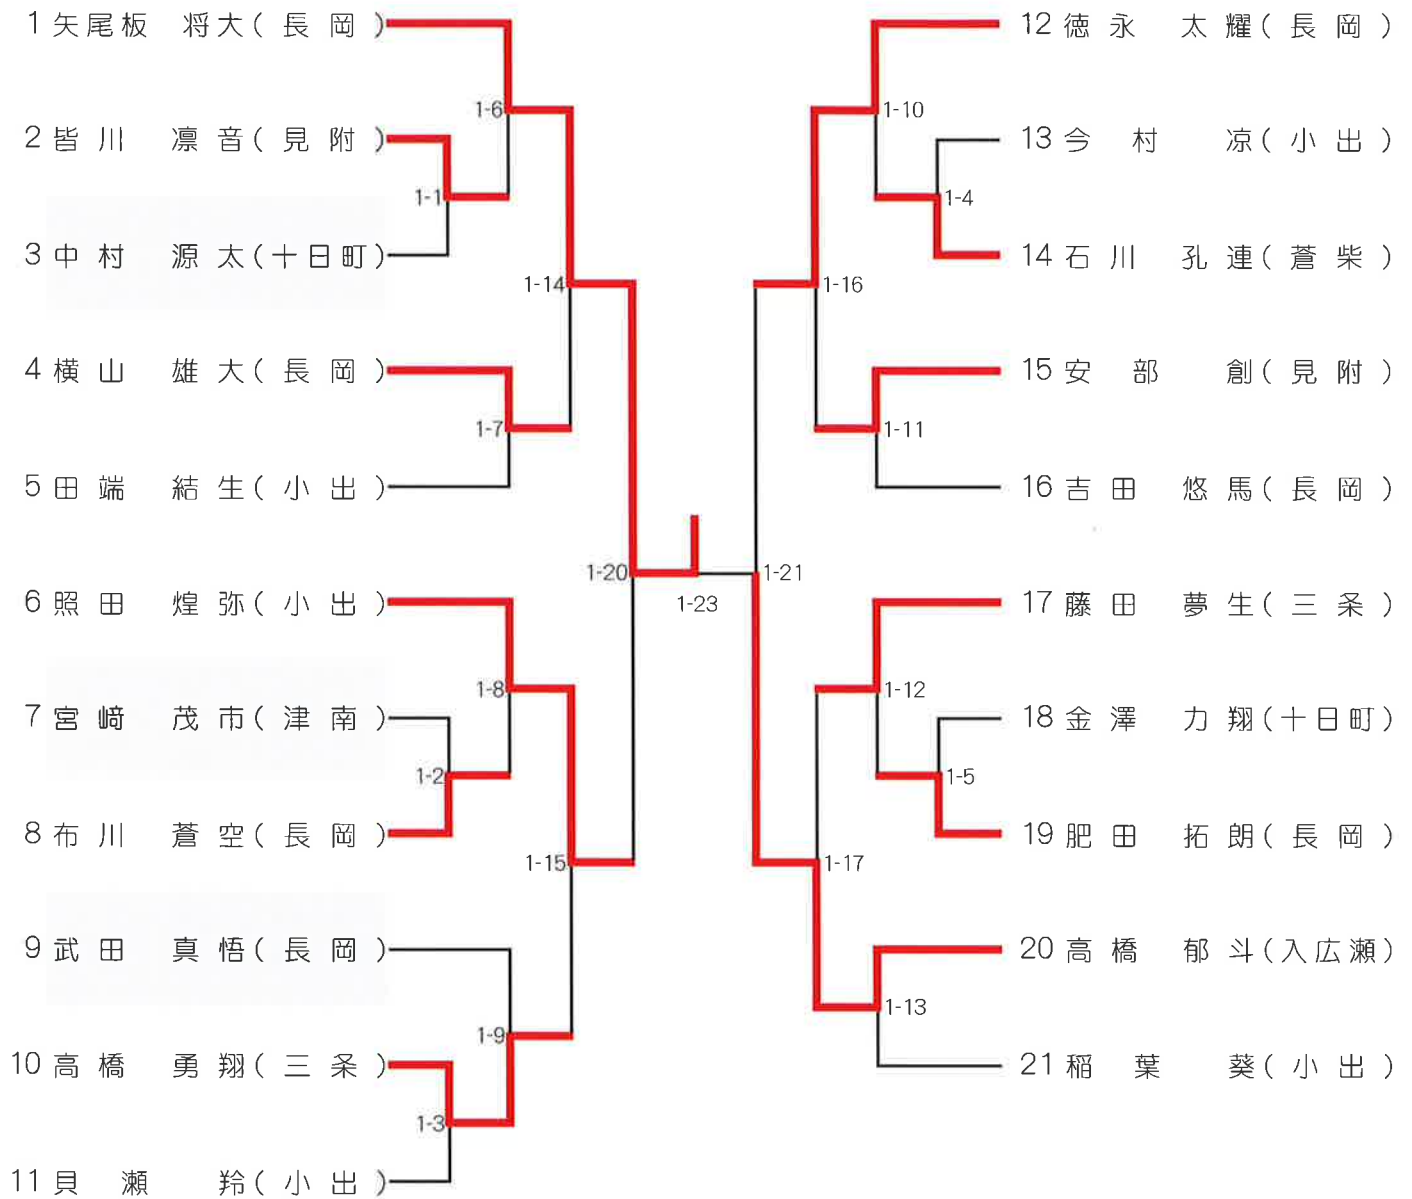 1 矢尾板 将大(長岡)
2 皆川 凛音(見附)
3 中村 源太(十日町)
4 横山 雄大(長岡)
5 田端 結生(小出)
6 照田 煌弥(小出)
7 宮﨑 茂市(津南)
8 布川 蒼空(長岡)
9 武田 真悟(長岡)
10 高橋 勇翔(三条)
11 貝瀬 羚(小出)
1-1
1-2
1-3
1-6
1-7
1-8
1-9
1-14
1-15
1-20
1-23
1-21
1-16
1-17
1-10
1-11
1-12
1-13
1-4
1-5
12 徳永 太耀(長岡)
13 今村 凉(小出)
14 石川 孔連(蒼柴)
15 安部 創(見附)
16 吉田 悠馬(長岡)
17 藤田 夢生(三条)
18 金澤 力翔(十日町)
19 肥田 拓朗(長岡)
20 高橋 郁斗(入広瀬)
21 稲葉 葵(小出)